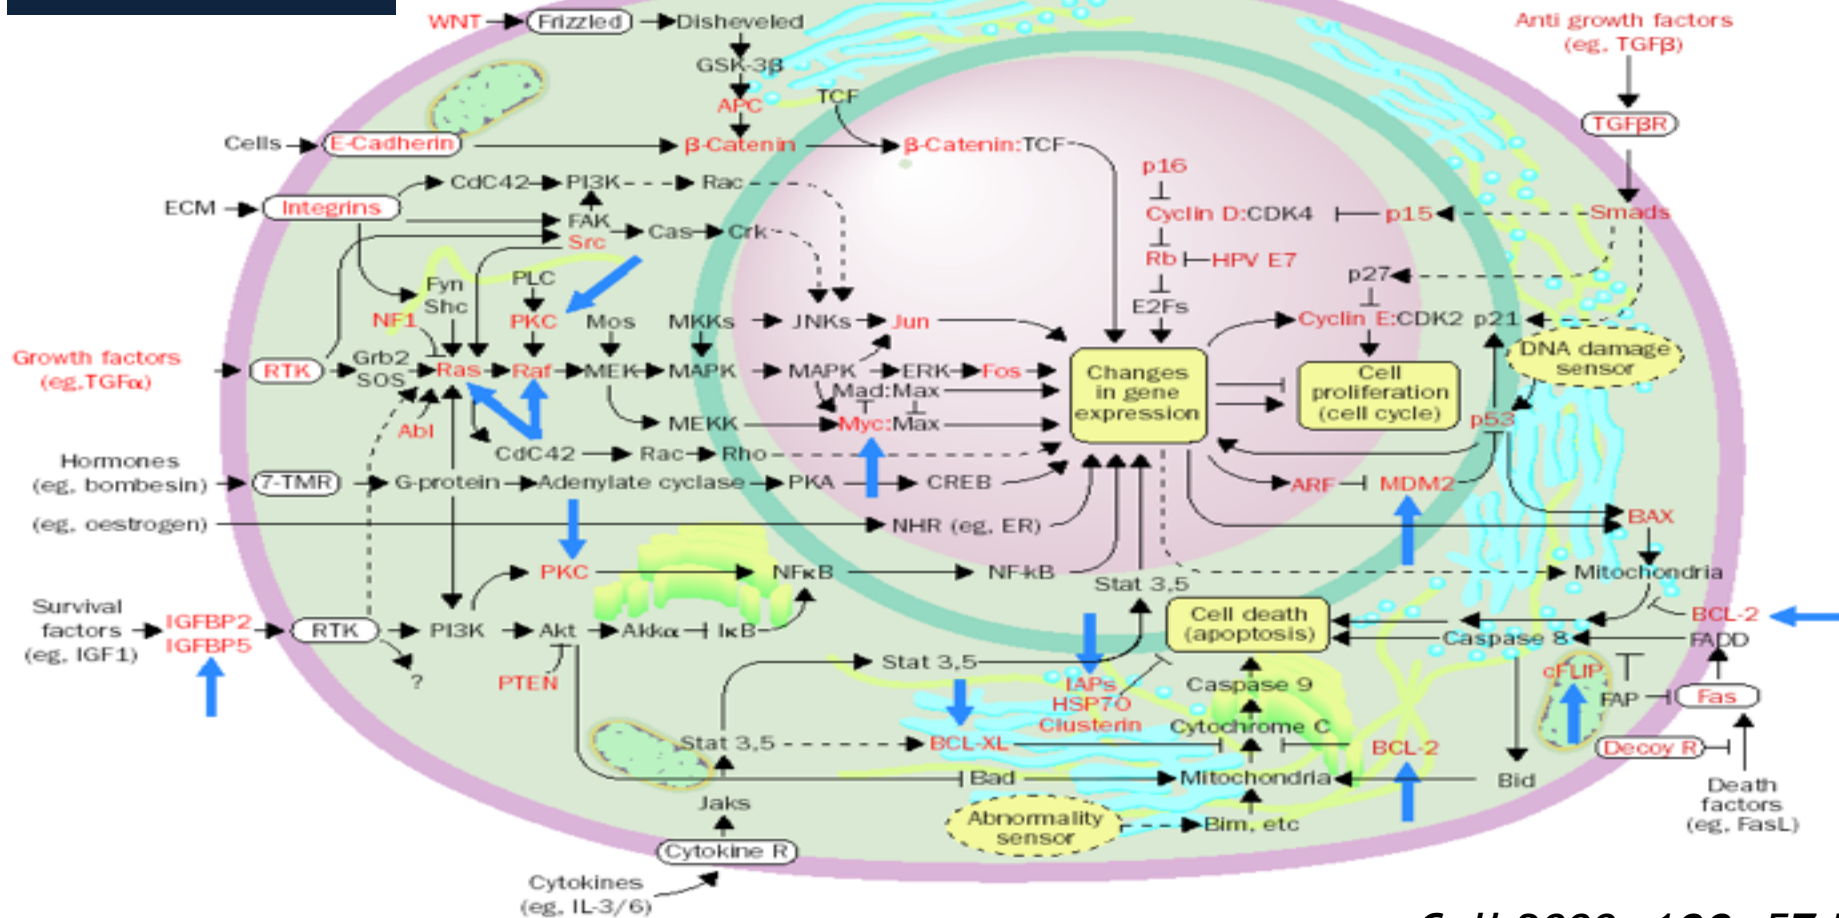 WNT
Frizzled
Disheveled
GSK-3β
APC
TCF
Cells
E-Cadherin
β-Catenin
β-Catenin:TCF
Anti growth factors
(eg, TGFβ)
TGFβR
Smads
ECM
Integrins
CdC42
PI3K
Rac
FAK
Src
Cas
Crk
p16
Cyclin D:CDK4
p15
Rb
HPV E7
E2Fs
p27
Cyclin E:CDK2
p21
Fyn
Shc
PLC
NF1
PKC
Mos
MKKs
JNKs
Jun
Growth factors
(eg,TGFα)
RTK
Grb2
SOS
Ras
Raf
MEK
MAPK
MAPK
ERK
Fos
Mad:Max
Abl
MEKK
Myc:Max
Changes
in gene
expression
Cell
proliferation
(cell cycle)
DNA damage
sensor
p53
CdC42
Rac
Rho
Hormones
(eg, bombesin)
7-TMR
G-protein
Adenylate cyclase
PKA
CREB
ARF
MDM2
(eg, oestrogen)
NHR (eg, ER)
BAX
PKC
NFκB
NF-kB
Stat 3,5
Mitochondria
Survival
factors
(eg, IGF1)
IGFBP2
IGFBP5
RTK
PI3K
Akt
Akkα
IκB
?
PTEN
Cell death
(apoptosis)
BCL-2
Caspase 8
FADD
Stat 3,5
IAPs
HSP70
Clusterin
Caspase 9
cFLIP
FAP
Fas
Cytochrome C
Stat 3,5
BCL-XL
BCL-2
Decoy R
Bad
Mitochondria
Bid
Death
factors
(eg, FasL)
Jaks
Abnormality
sensor
Bim, etc
Cytokine R
Cytokines
(eg, IL-3/6)